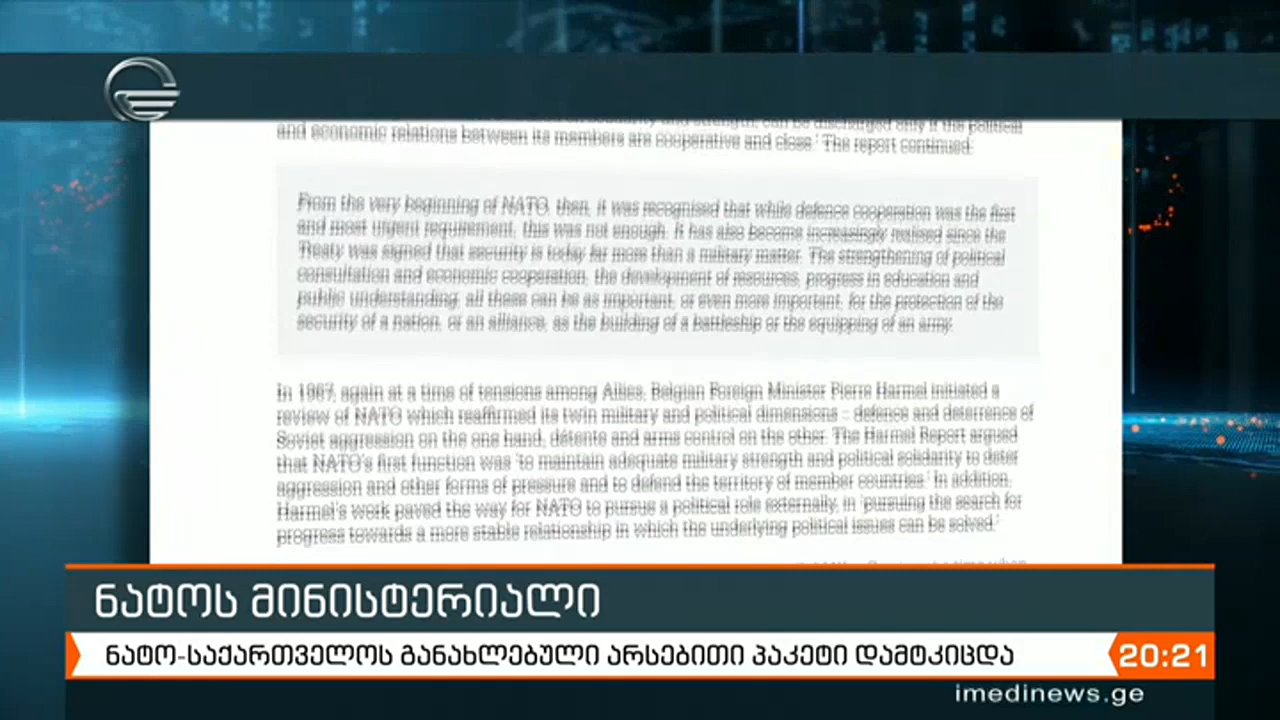 and strength, can be discharged only if the political
and economic relations between its members are cooperative and close.' The report continued:
From the very beginning of NATO, then, it was recognised that while defence cooperation was the first
and most urgent requirement, this was not enough. It has also become increasingly realised since the
Treaty was signed that security is today far more than a military matter. The strengthening of political
consultation and economic cooperation, the development of resources, progress in education and
public understanding, all these can be as important, or even more important, for the protection of the
security of a nation, or an alliance, as the building of a battleship or the equipping of an army.
In 1967, again at a time of tensions among Allies, Belgian Foreign Minister Pierre Harmel initiated a
review of NATO which reaffirmed its twin military and political dimensions – defence and deterrence of
Soviet aggression on the one hand, détente and arms control on the other. The Harmel Report argued
that NATO's first function was 'to maintain adequate military strength and political solidarity to deter
aggression and other forms of pressure and to defend the territory of member countries.' In addition,
Harmel's work paved the way for NATO to pursue a political role externally, in 'pursuing the search for
progress towards a more stable relationship in which the underlying political issues can be solved.'
ნატოს მინისტერიალი
ნატო-საქართველოს განახლებული არსებითი პაკეტი დამტკიცდა
20:21
imedinews.ge